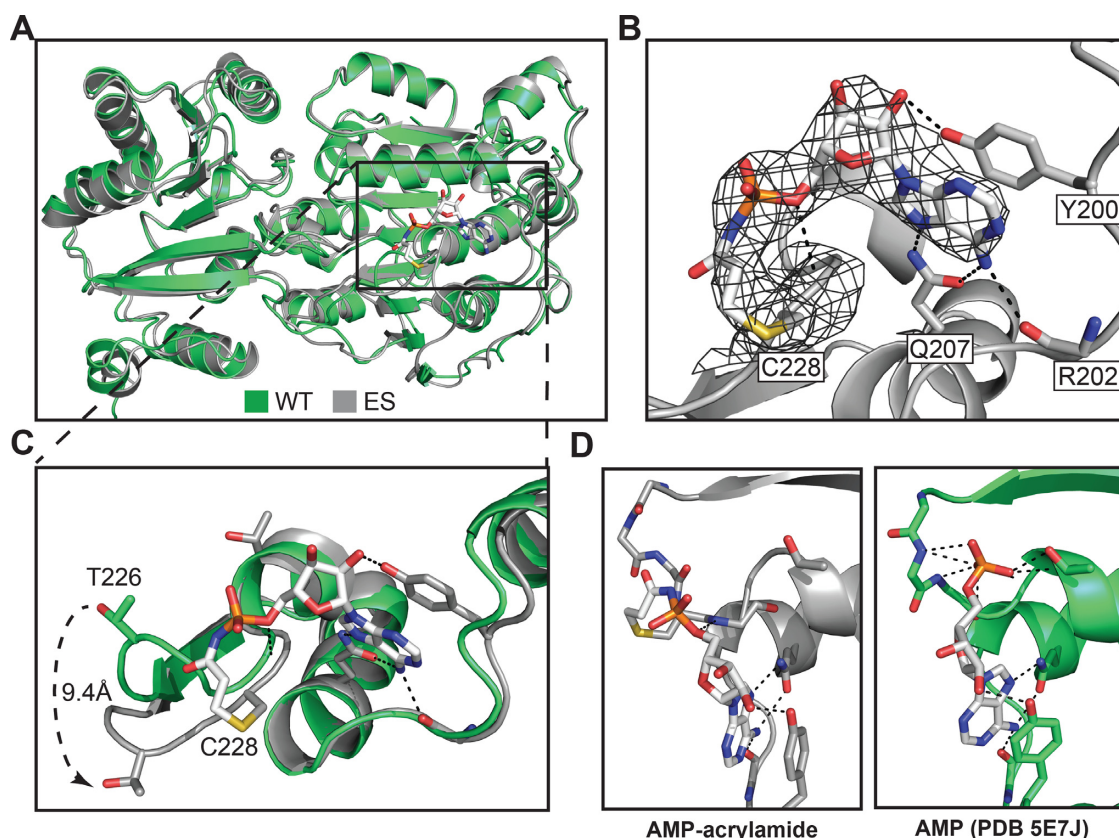 A
WT ES
B
Y200
Q207
C228
R202
C
T226
9.4Å
C228
D
AMP-acrylamide
AMP (PDB 5E7J)